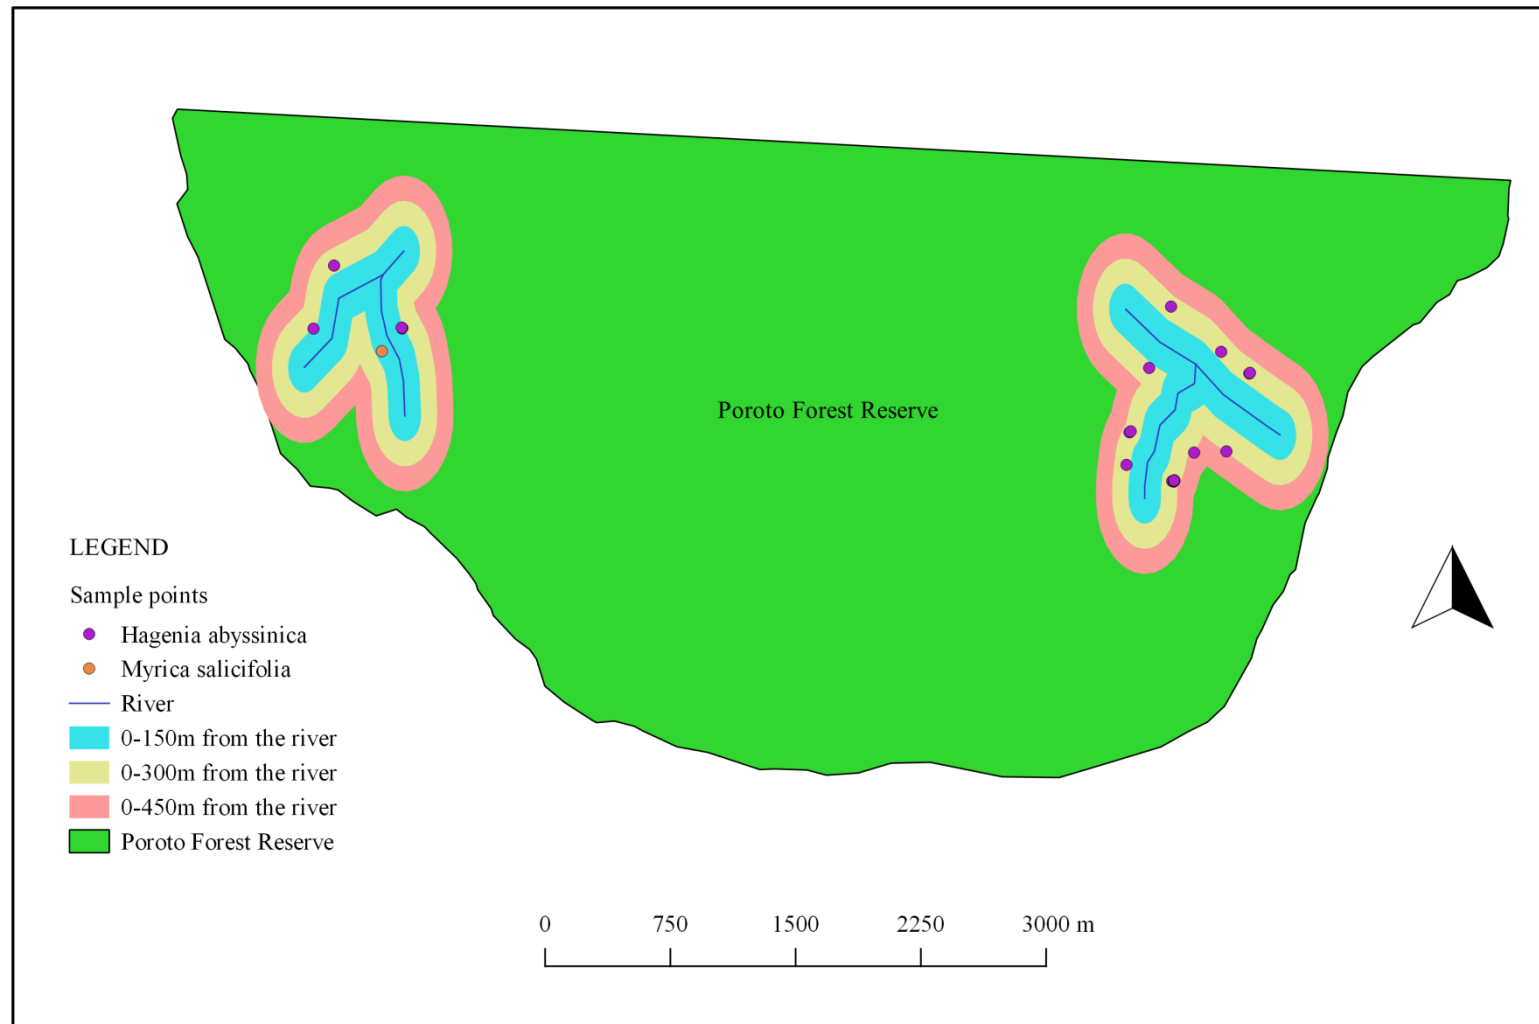 Poroto Forest Reserve
LEGEND
Sample points
Hagenia abyssinica
Myrica salicifolia
River
0-150m from the river
0-300m from the river
0-450m from the river
Poroto Forest Reserve
0 750 1500 2250 3000 m